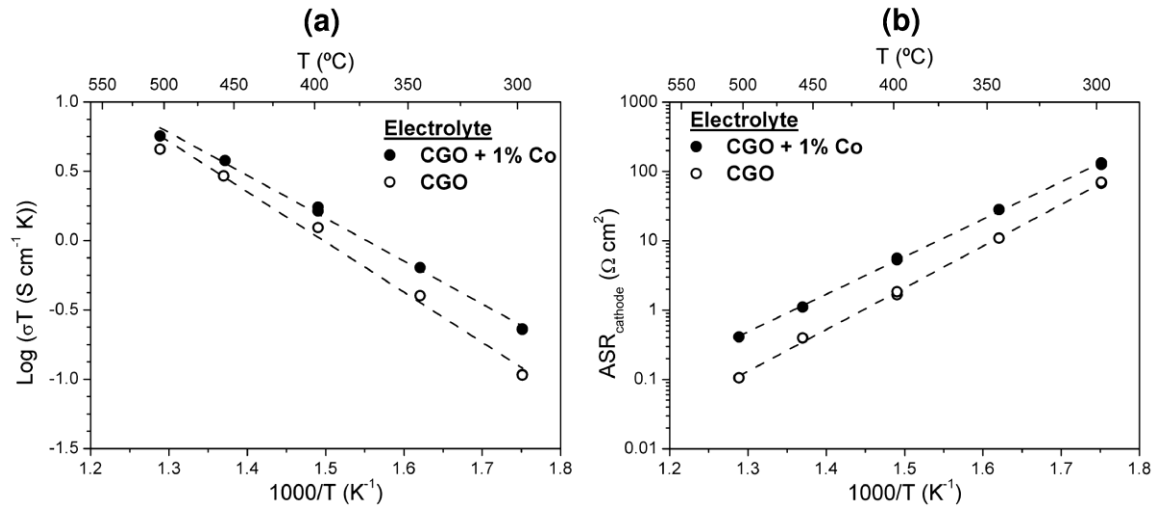 (a)
T (ºC)
550 500 450 400 350 300
1.0
0.5
0.0
-0.5
-1.0
-1.5
Log (σT (S cm⁻¹ K))
Electrolyte
CGO + 1% Co
CGO
1.2 1.3 1.4 1.5 1.6 1.7 1.8
1000/T (K⁻¹)
(b)
T (ºC)
550 500 450 400 350 300
1000
100
10
1
0.1
0.01
ASR_cathode (Ω cm²)
Electrolyte
CGO + 1% Co
CGO
1.2 1.3 1.4 1.5 1.6 1.7 1.8
1000/T (K⁻¹)